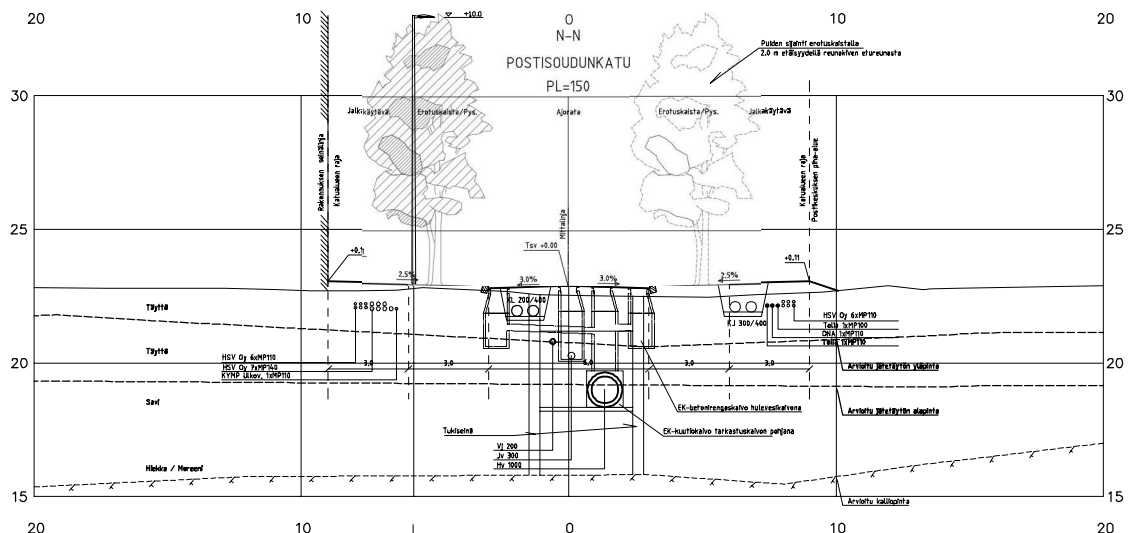 20 10 O 10 20
N-N
+10.0
POSTISOUDUNKATU
PL=150
Puiden sijainti erotuskaistalle
2.0 m etäisyydellä reunakiven etureunasta
30 30
Jalkakäytävä Erotuskaista/Pys. Ajorata Erotuskaista/Pys. Jalkakäytävä
Rakennuksen seinälinja
Katualueen raja
Mittalinja
Katualueen raja
Postikeskuksen piha-alue
25 25
Tsv +0.00
+0.11 +0.11
2.5% 3.0% 3.0% 2.5%
KL 200/400
KJ 300/400
Täyttö
HSV Oy 6xMP110
Telia 1xMP100
DNA 1xMP110
Telia 1xMP110
Täyttö
HSV Oy 6xMP110
HSV Oy 7xMP140
KYMP Ulkov. 1xMP110
20 20
3,0 3,0 6,0 3,0 3,0
Arvioitu jätetäytön yläpinta
Savi
EK-betonirengaskaivo hulevesikaivona
Arvioitu jätetäytön alapinta
Tukiseinä
EK-kuutiokaivo tarkastuskaivon pohjana
Vj 200
Jv 300
Hv 1000
Hiekka / Moreeni
15 15
Arvioitu kalliopinta
20 10 0 10 20